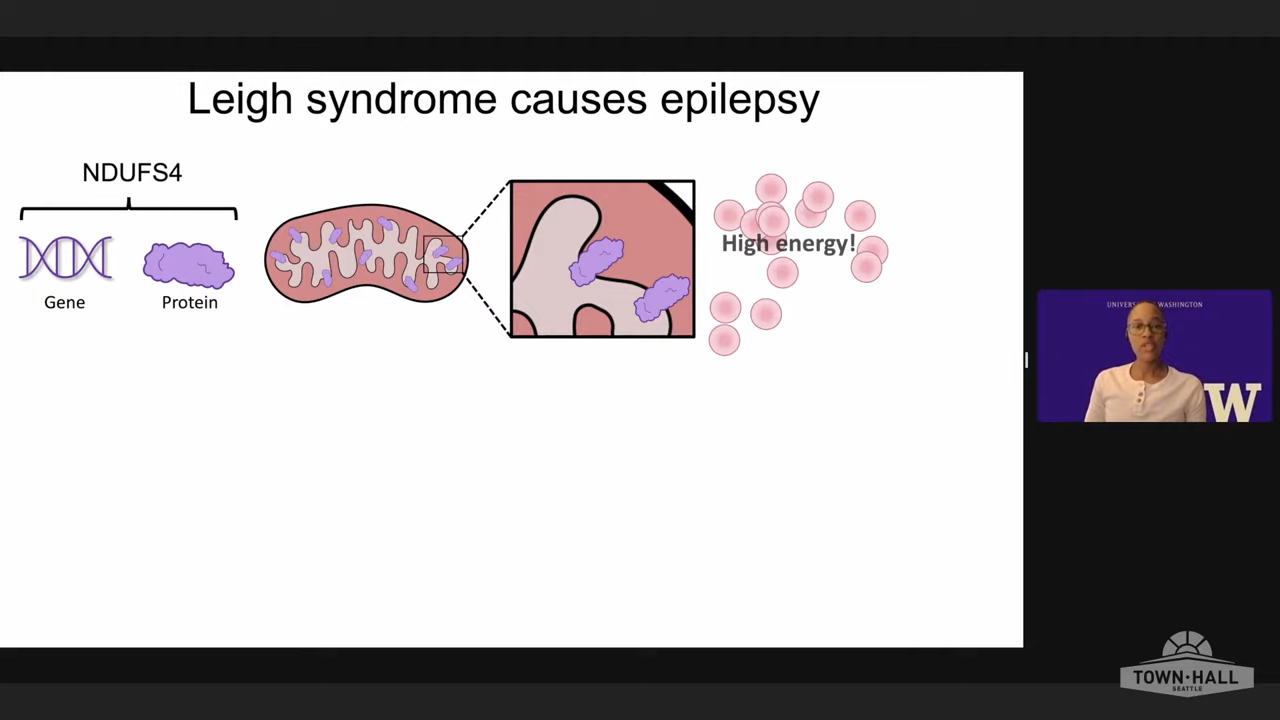 Leigh syndrome causes epilepsy
NDUFS4
Gene
Protein
High energy!
UNIVERSITY of WASHINGTON
W
TOWN·HALL
SEATTLE